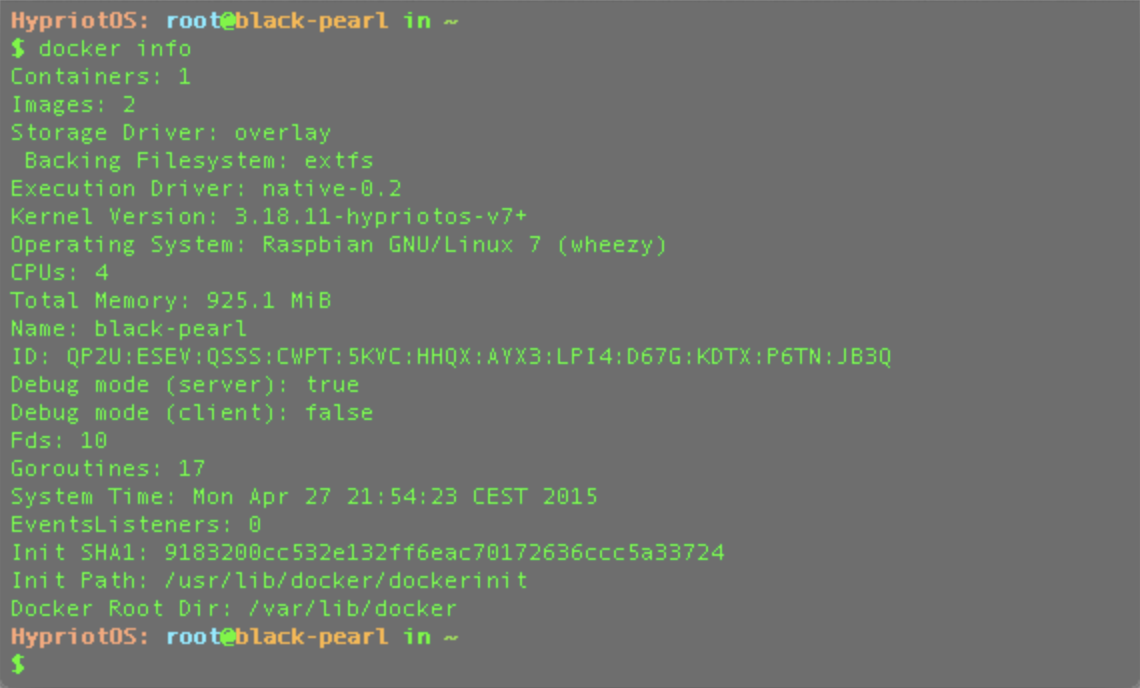 HypriotOS: root@black-pearl in ~
$ docker info
Containers: 1
Images: 2
Storage Driver: overlay
 Backing Filesystem: extfs
Execution Driver: native-0.2
Kernel Version: 3.18.11-hypriotos-v7+
Operating System: Raspbian GNU/Linux 7 (wheezy)
CPUs: 4
Total Memory: 925.1 MiB
Name: black-pearl
ID: QP2U:ESEV:QSSS:CWPT:5KVC:HHQX:AYX3:LPI4:D67G:KDTX:P6TN:JB3Q
Debug mode (server): true
Debug mode (client): false
Fds: 10
Goroutines: 17
System Time: Mon Apr 27 21:54:23 CEST 2015
EventsListeners: 0
Init SHA1: 9183200cc532e132ff6eac70172636ccc5a33724
Init Path: /usr/lib/docker/dockerinit
Docker Root Dir: /var/lib/docker
HypriotOS: root@black-pearl in ~
$